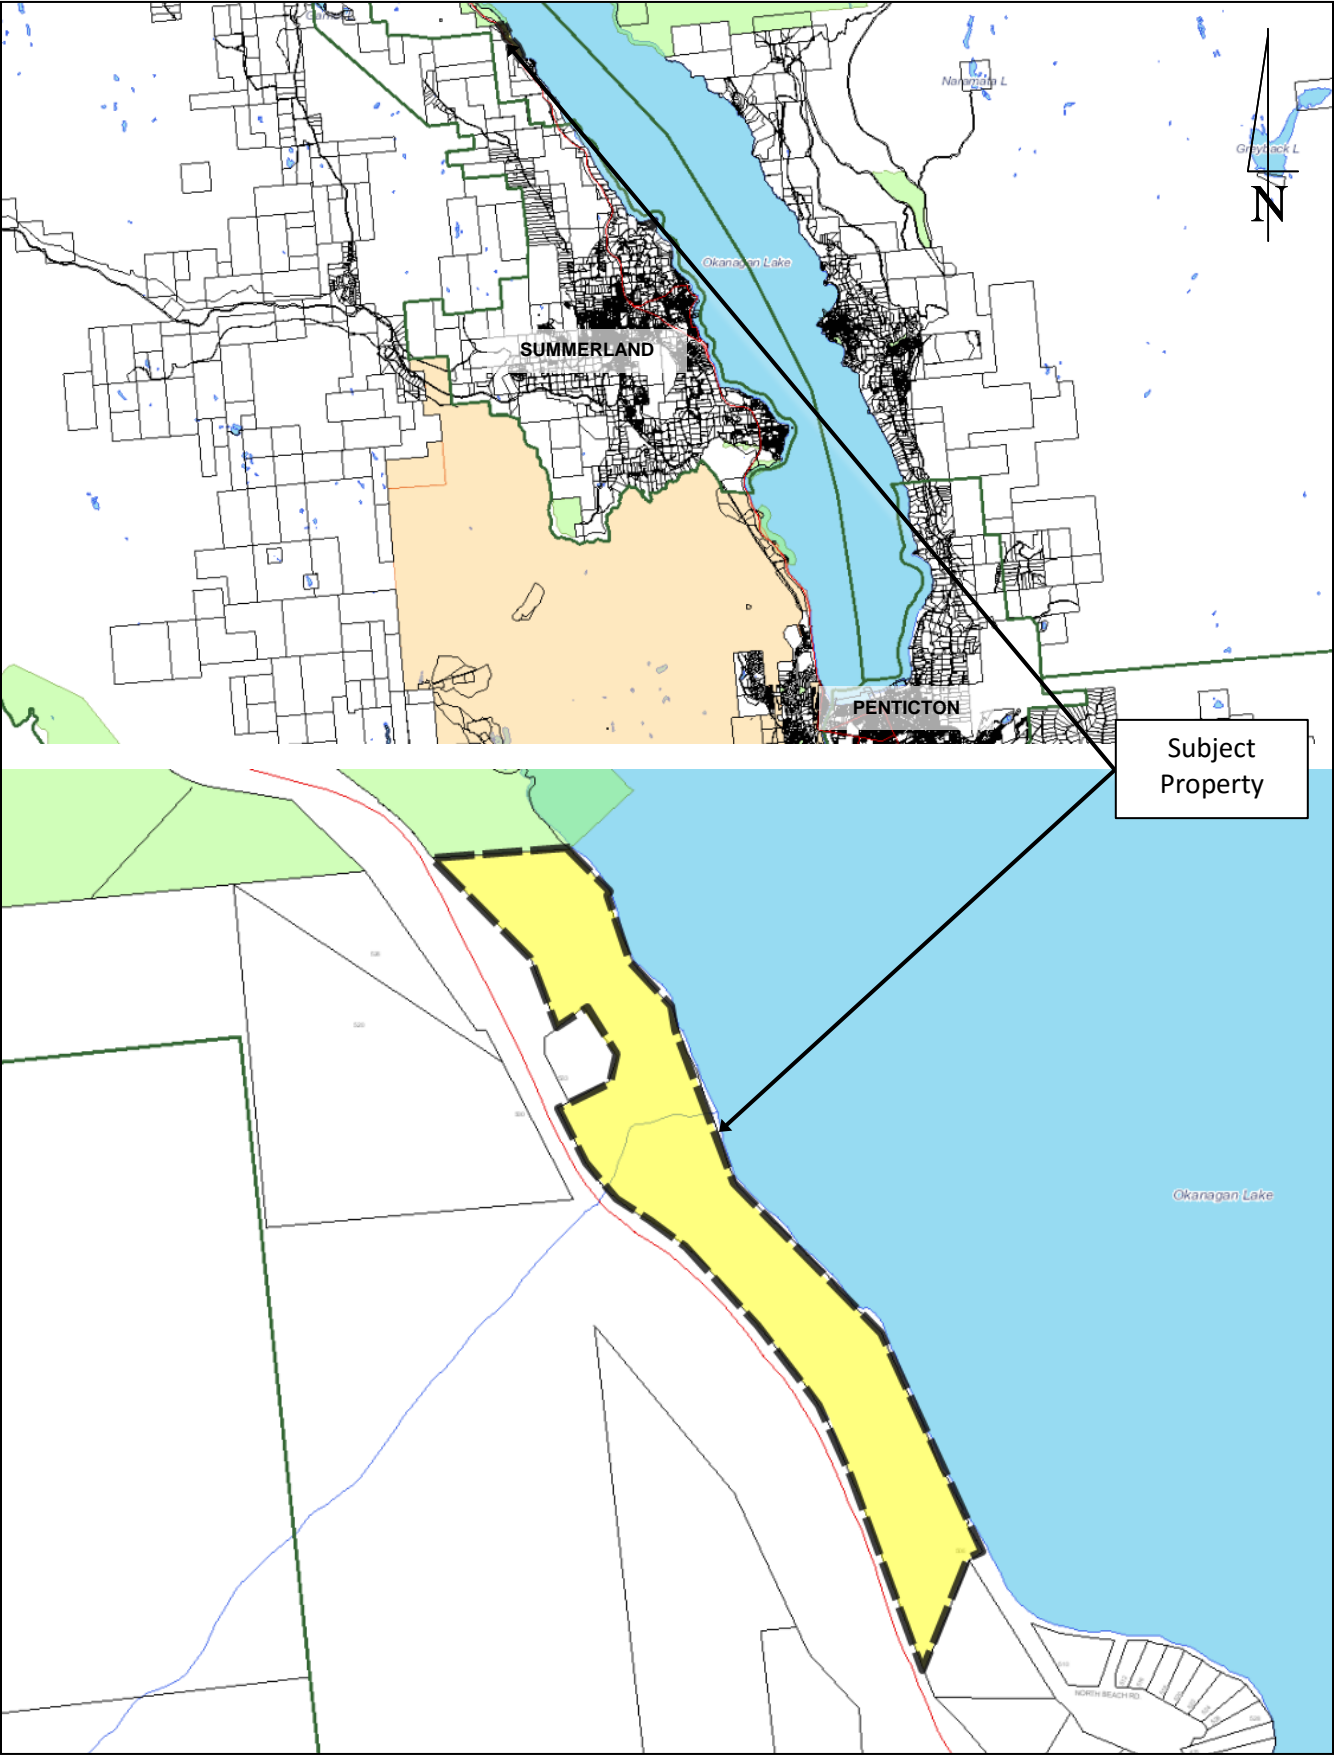 Naramata L
Greyback L
N
Okanagan Lake
SUMMERLAND
PENTICTON
Subject
Property
Okanagan Lake
NORTH BEACH RD.